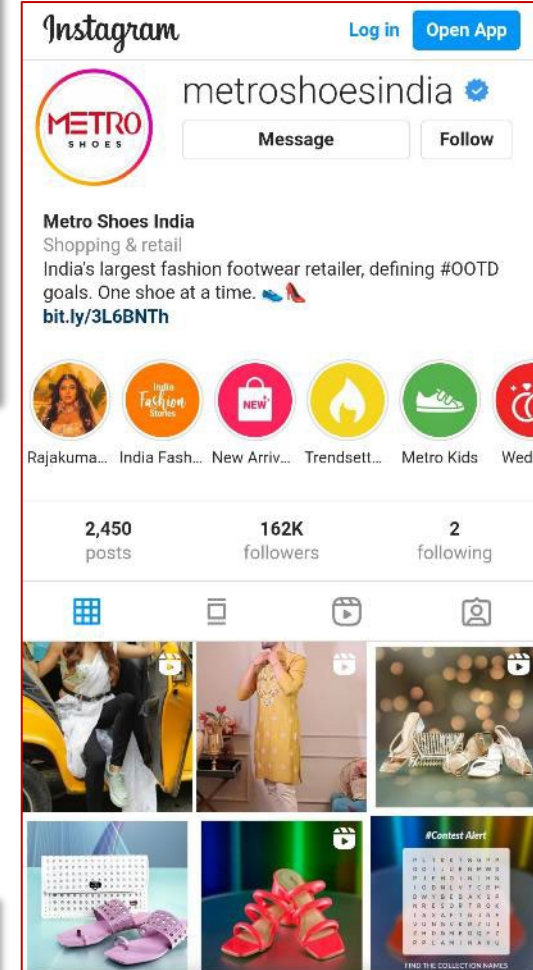 Instagram
Log in
Open App
METRO
SHOES
metroshoesindia
Message
Follow
Metro Shoes India
Shopping & retail
India's largest fashion footwear retailer, defining #OOTD
goals. One shoe at a time.
bit.ly/3L6BNTh
India
Fashion
Stories
NEW
Rajakuma... India Fash... New Arriv... Trendsett... Metro Kids Wed
2,450 162K 2
posts followers following
#Contest Alert
FIND THE COLLECTION NAMES